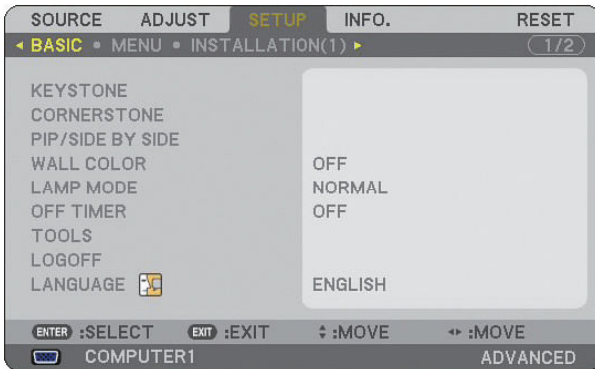 SOURCE ADJUST SETUP INFO. RESET
BASIC • MENU • INSTALLATION(1) 1/2
KEYSTONE
CORNERSTONE
PIP/SIDE BY SIDE
WALL COLOR OFF
LAMP MODE NORMAL
OFF TIMER OFF
TOOLS
LOGOFF
LANGUAGE ENGLISH
ENTER :SELECT EXIT :EXIT :MOVE :MOVE
COMPUTER1 ADVANCED